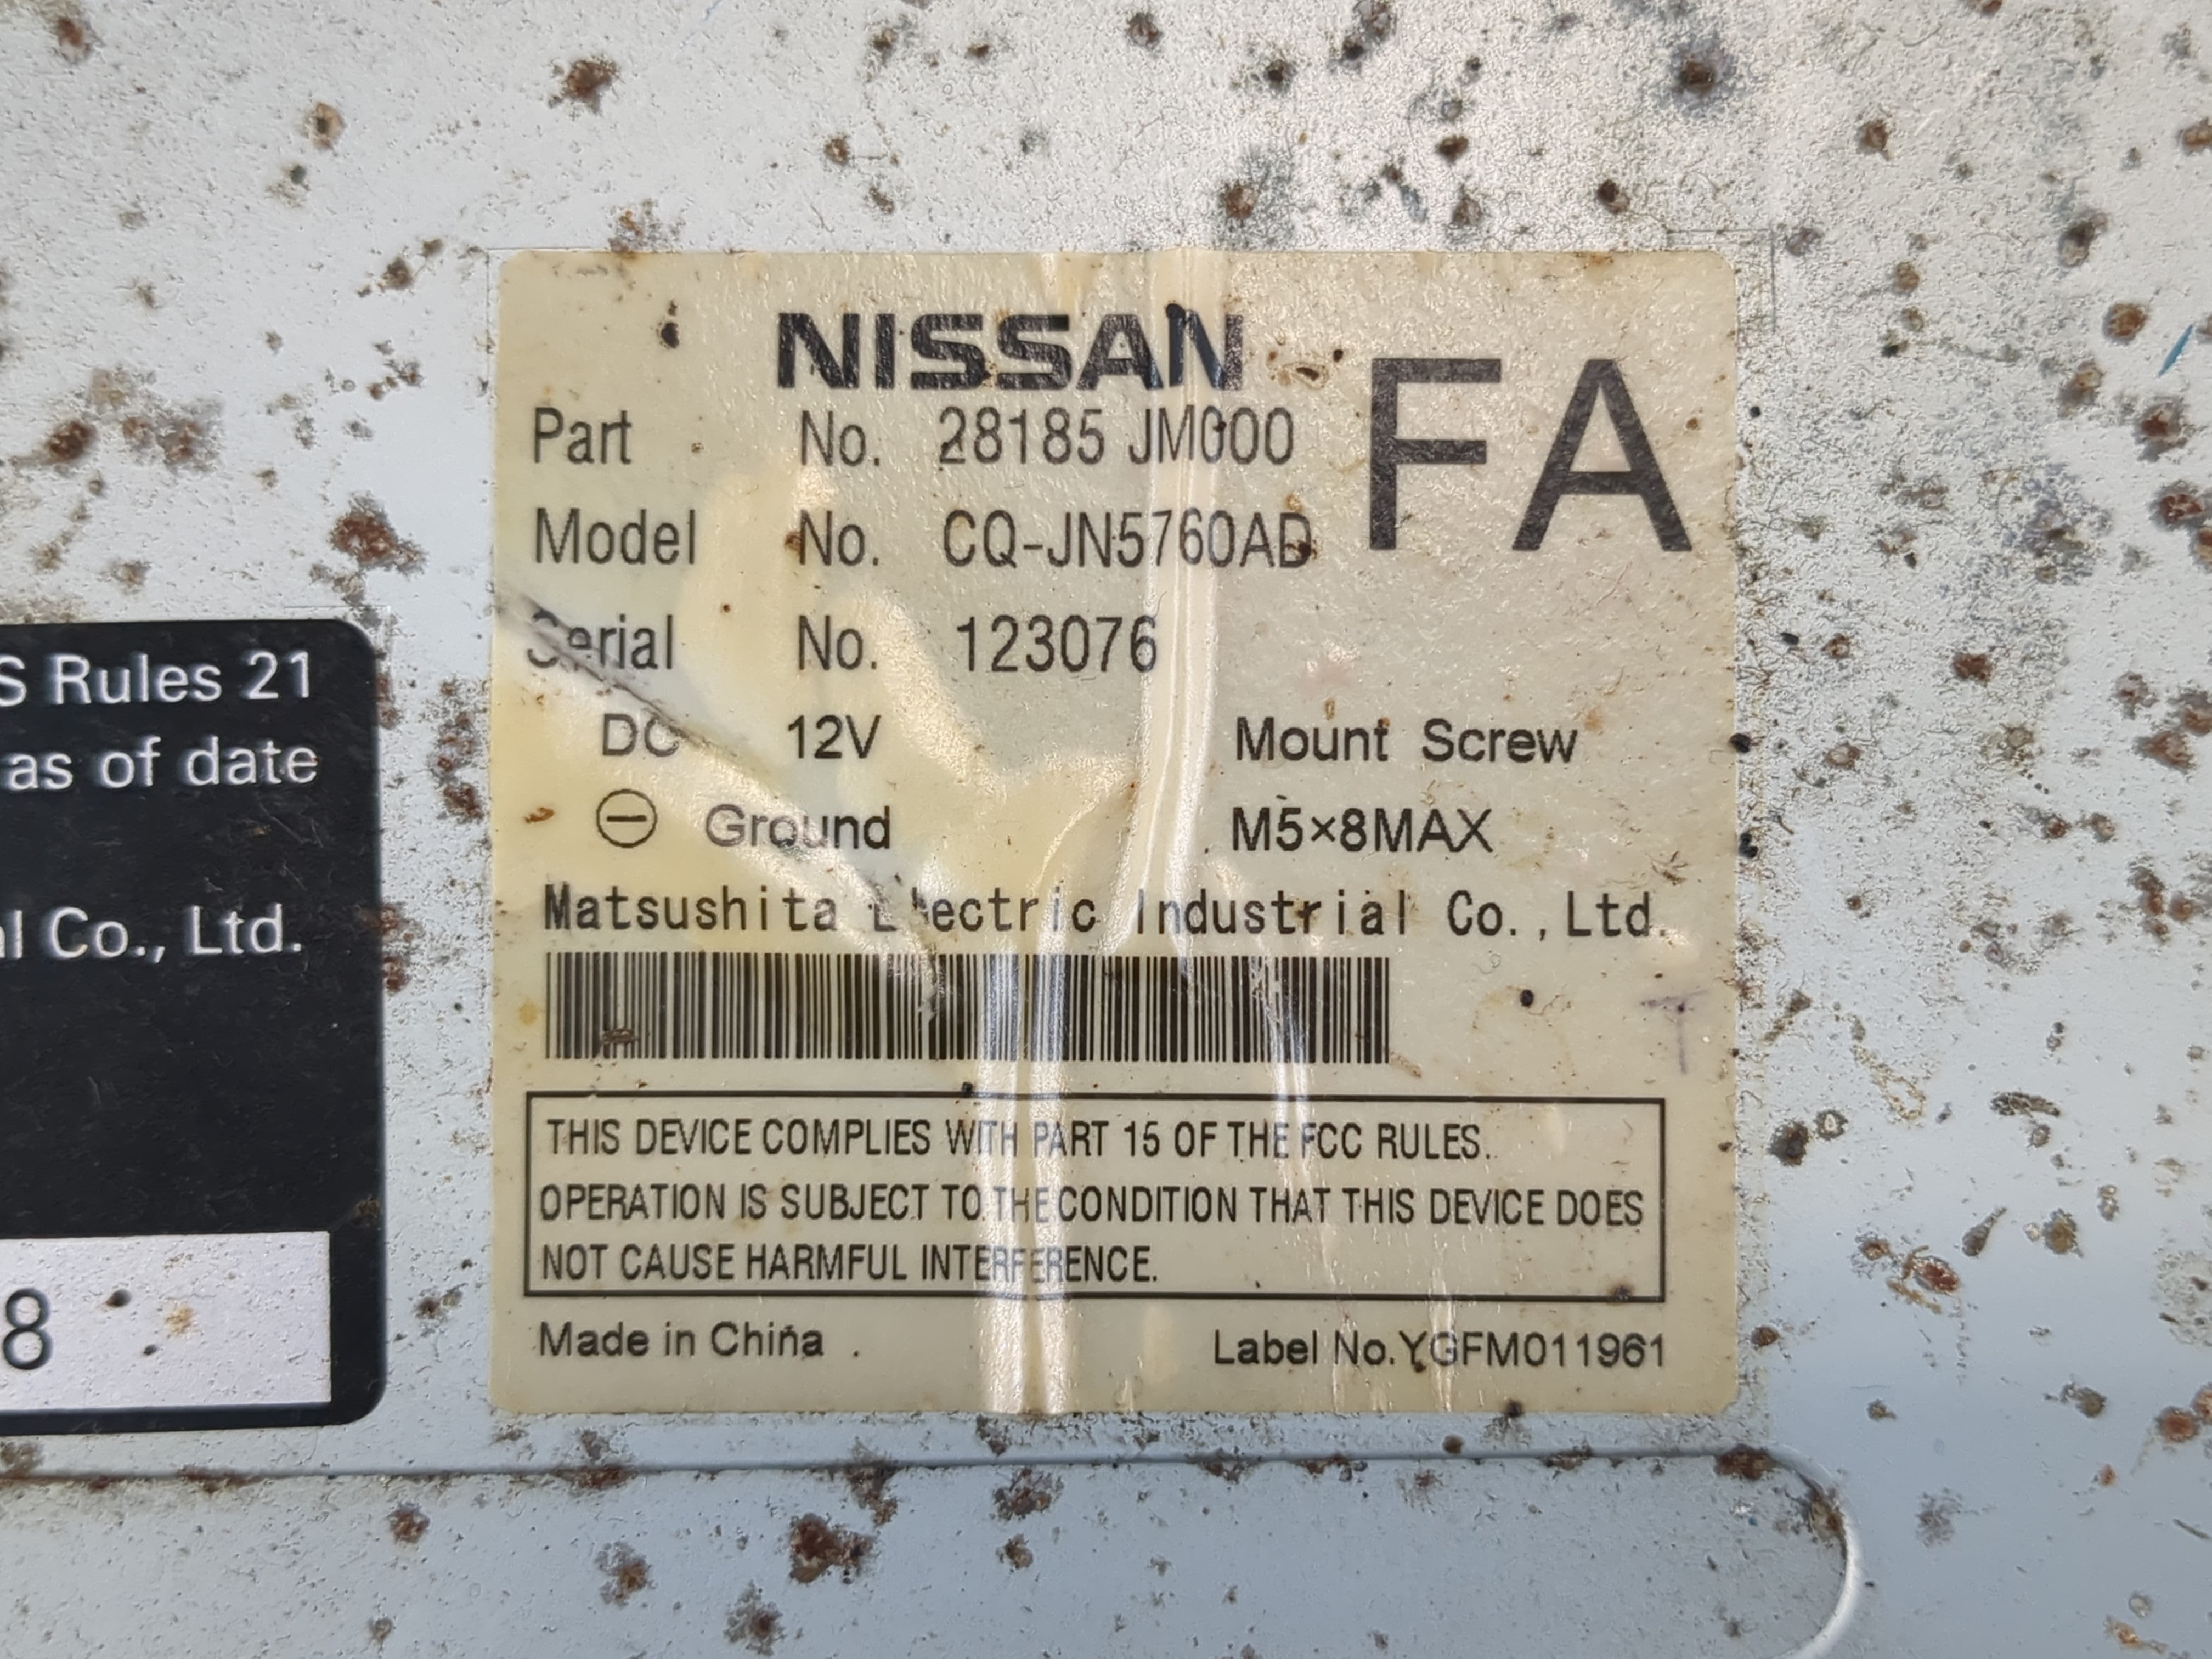 NISSAN
FA
Part No. 28185 JM000
Model No. CQ-JN5760AD
Serial No. 123076
DC 12V Mount Screw
⊖ Ground M5×8MAX
Matsushita Electric Industrial Co.,Ltd.
THIS DEVICE COMPLIES WITH PART 15 OF THE FCC RULES.
OPERATION IS SUBJECT TO THE CONDITION THAT THIS DEVICE DOES
NOT CAUSE HARMFUL INTERFERENCE.
Made in China
Label No.YGFM011961
S Rules 21
as of date
al Co., Ltd.
8